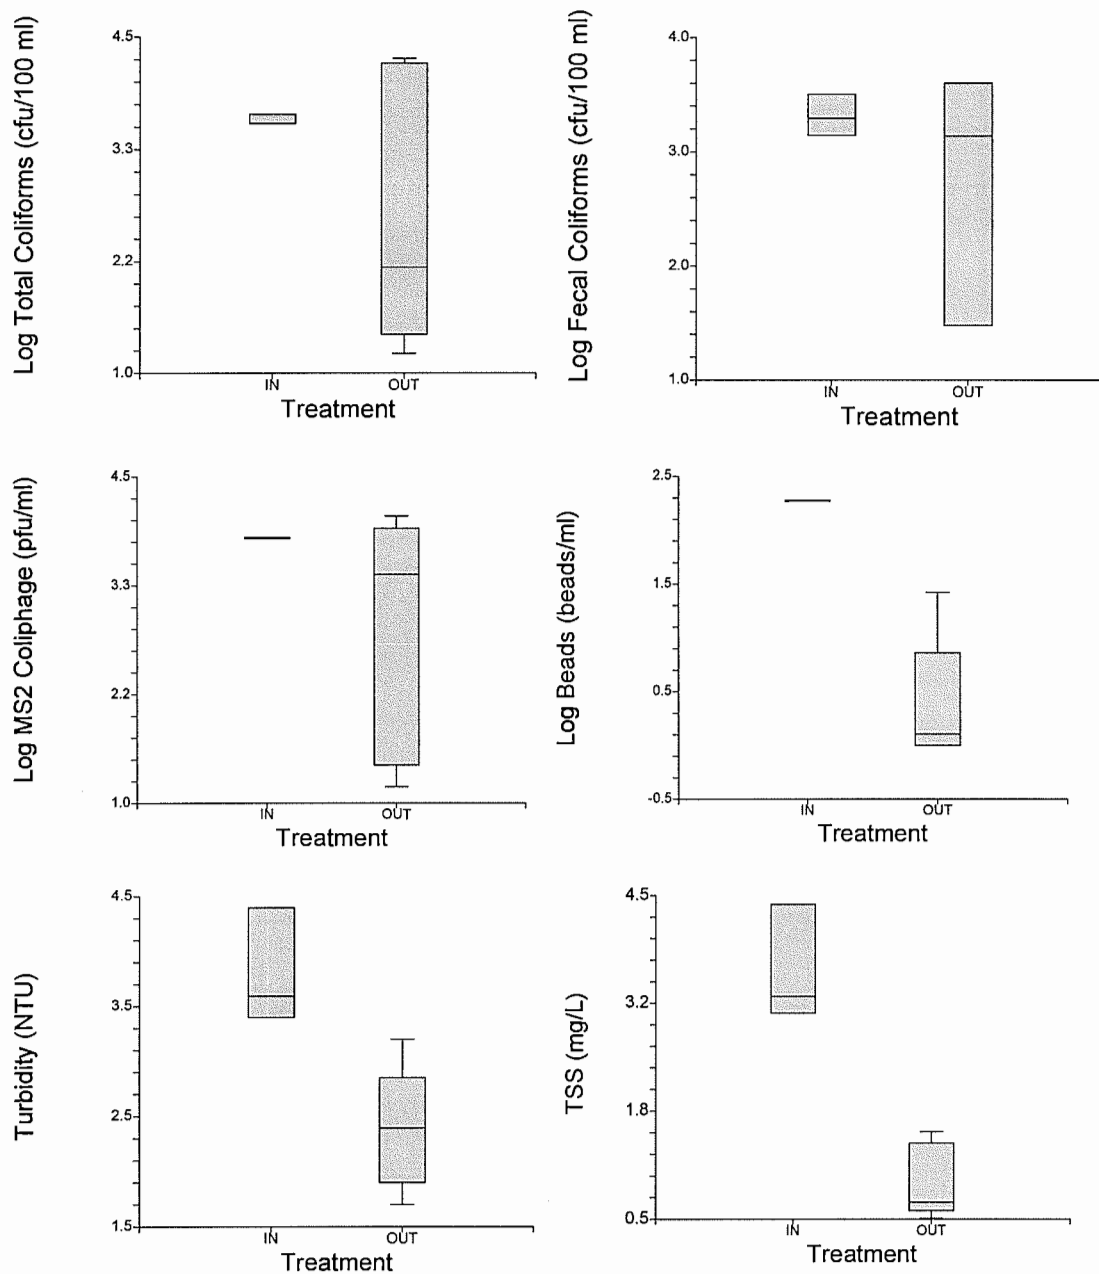 Log Total Coliforms (cfu/100 ml)
4.5
3.3
2.2
1.0
IN
OUT
Treatment
Log Fecal Coliforms (cfu/100 ml)
4.0
3.0
2.0
1.0
IN
OUT
Treatment
Log MS2 Coliphage (pfu/ml)
4.5
3.3
2.2
1.0
IN
OUT
Treatment
Log Beads (beads/ml)
2.5
1.5
0.5
-0.5
IN
OUT
Treatment
Turbidity (NTU)
4.5
3.5
2.5
1.5
IN
OUT
Treatment
TSS (mg/L)
4.5
3.2
1.8
0.5
IN
OUT
Treatment